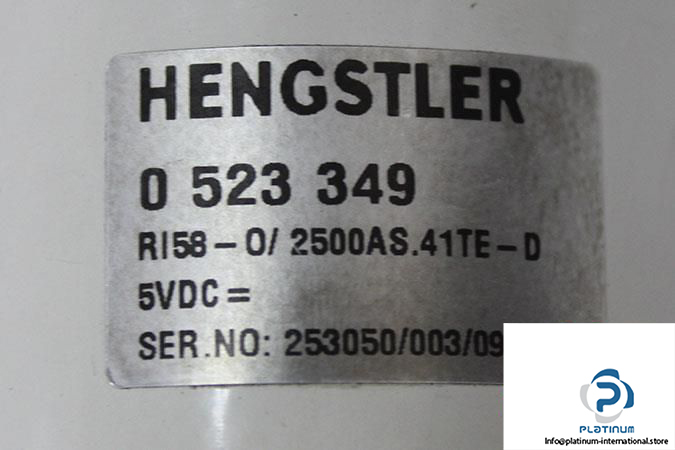 HENGSTLER
0 523 349
RI58-O/ 2500AS.41TE-D
5VDC=
SER.NO: 253050/003/09
PLATINUM
Info@platinum-international.store